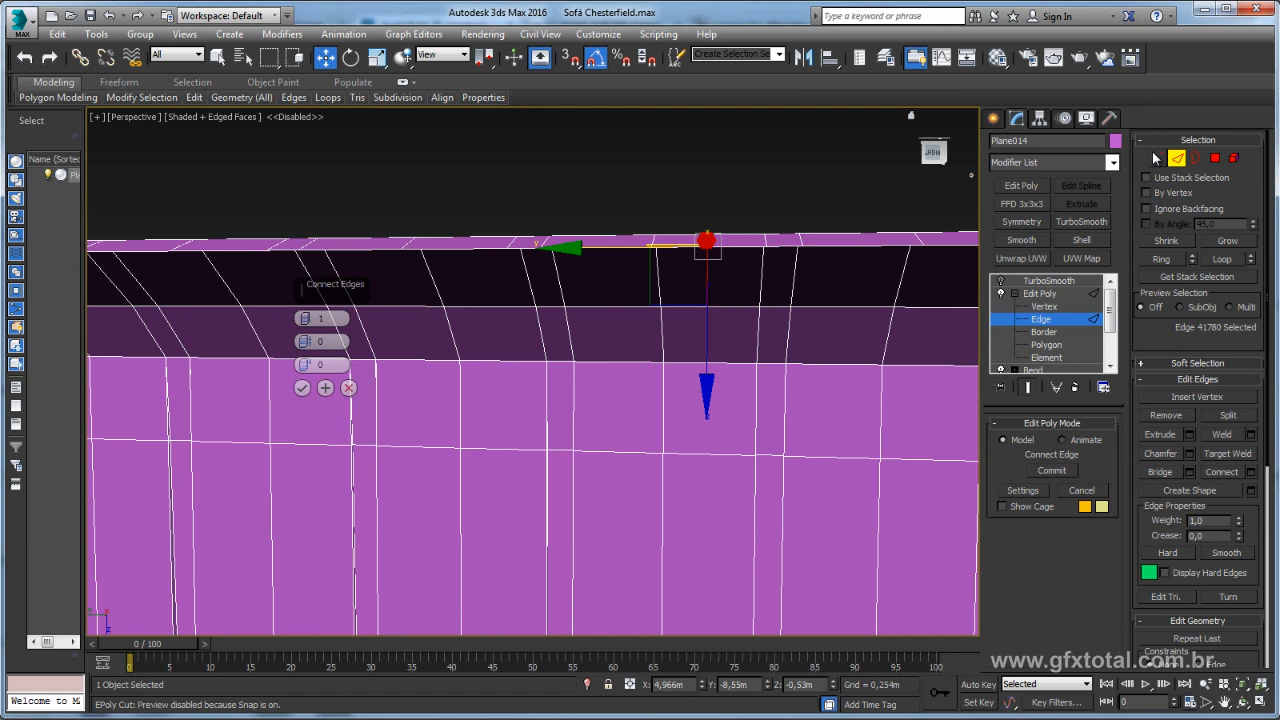 Workspace: Default
Autodesk 3ds Max 2016    Sofá Chesterfield.max
Type a keyword or phrase
Sign In
MAX
Edit Tools Group Views Create Modifiers Animation Graph Editors Rendering Civil View Customize Scripting Help
All
View
Create Selection Se
Modeling Freeform Selection Object Paint Populate
Polygon Modeling Modify Selection Edit Geometry (All) Edges Loops Tris Subdivision Align Properties
Select
Name (Sorted
[+] [Perspective] [Shaded + Edged Faces] <<Disabled>>
Connect Edges
1
0
0
Plane014
Modifier List
Edit Poly Edit Spline
FFD 3x3x3 Extrude
Symmetry TurboSmooth
Smooth Shell
Unwrap UVW UVW Map
TurboSmooth
Edit Poly
Vertex
Edge
Border
Polygon
Element
Bend
Edit Poly Mode
Model Animate
Connect Edge
Commit
Settings Cancel
Show Cage
Selection
Use Stack Selection
By Vertex
Ignore Backfacing
By Angle: 45,0
Shrink Grow
Ring Loop
Get Stack Selection
Preview Selection
Off SubObj Multi
Edge 41780 Selected
Soft Selection
Edit Edges
Insert Vertex
Remove Split
Extrude Weld
Chamfer Target Weld
Bridge Connect
Create Shape
Edge Properties
Weight: 1,0
Crease: 0,0
Hard Smooth
Display Hard Edges
Edit Tri. Turn
Edit Geometry
Repeat Last
Constraints
Edge
www.gfxtotal.com.br
0 / 100
0 5 10 15 20 25 30 35 40 45 50 55 60 65 70 75 80 85 90 95 100
1 Object Selected
X: 4,966m Y: -8,55m Z: -0,53m Grid = 0,254m
Auto Key Selected
Welcome to M
EPoly Cut: Preview disabled because Snap is on.
Add Time Tag
Set Key Key Filters... 0